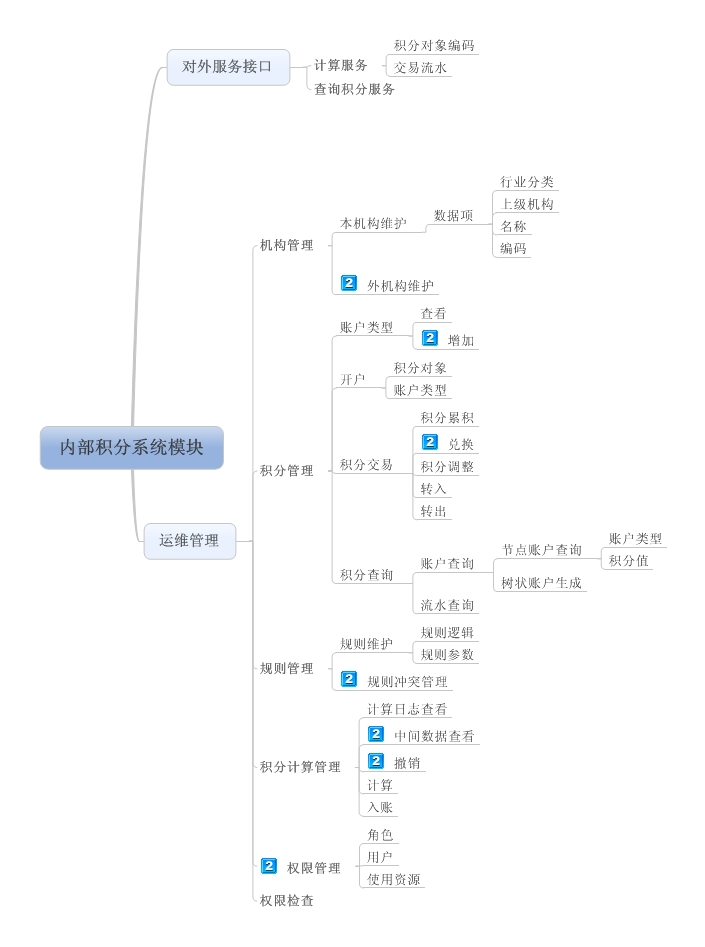 对外服务接口
计算服务
积分对象编码
交易流水
查询积分服务
内部积分系统模块
运维管理
机构管理
本机构维护
数据项
行业分类
上级机构
名称
编码
2 外机构维护
积分管理
账户类型
查看
2 增加
开户
积分对象
账户类型
积分交易
积分累积
2 兑换
积分调整
转入
转出
积分查询
账户查询
节点账户查询
账户类型
积分值
树状账户生成
流水查询
规则管理
规则维护
规则逻辑
规则参数
2 规则冲突管理
积分计算管理
计算日志查看
2 中间数据查看
2 撤销
计算
入账
2 权限管理
角色
用户
使用资源
权限检查